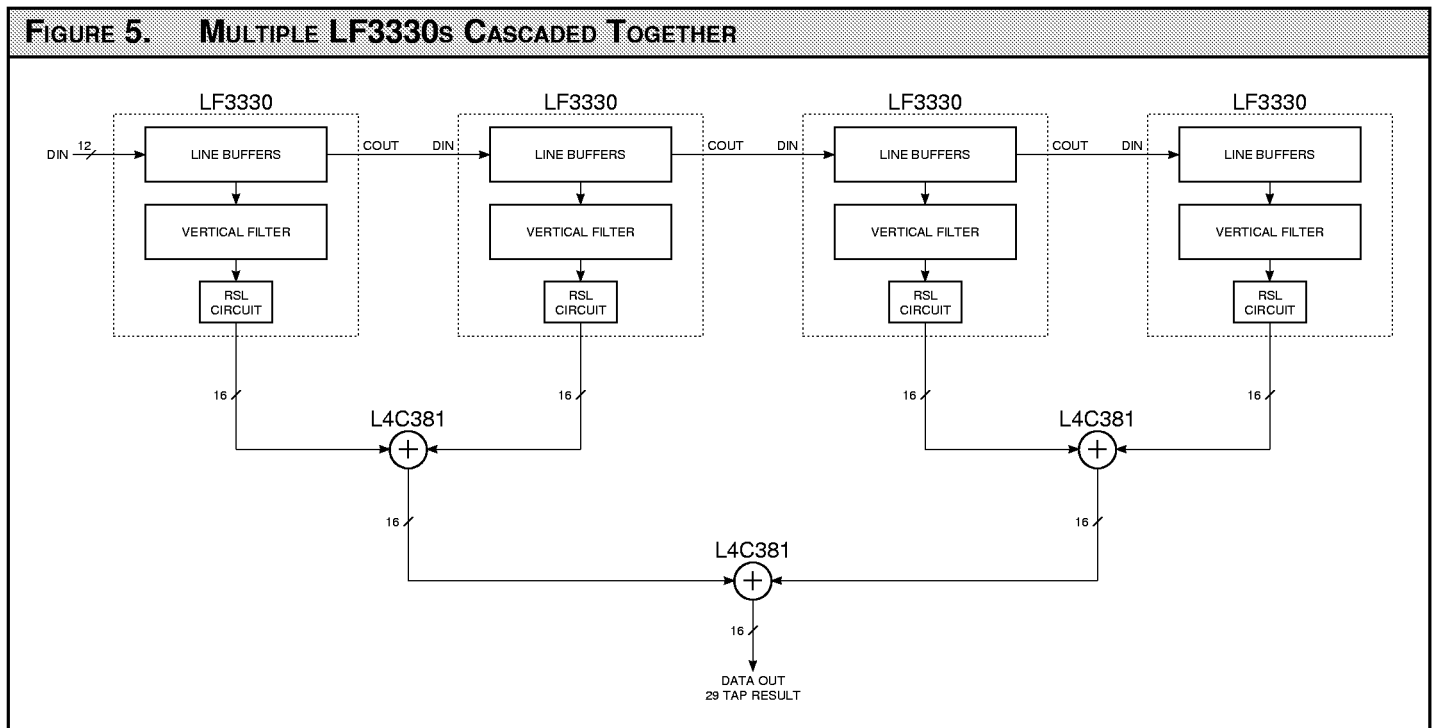 FIGURE 5. MULTIPLE LF3330S CASCADED TOGETHER
LF3330 LF3330 LF3330 LF3330
DIN 12 LINE BUFFERS COUT DIN LINE BUFFERS COUT DIN LINE BUFFERS COUT DIN LINE BUFFERS
VERTICAL FILTER VERTICAL FILTER VERTICAL FILTER VERTICAL FILTER
RSL RSL RSL RSL
CIRCUIT CIRCUIT CIRCUIT CIRCUIT
16 16 16 16
L4C381 L4C381
+ +
16 16
L4C381
+
16
DATA OUT
29 TAP RESULT